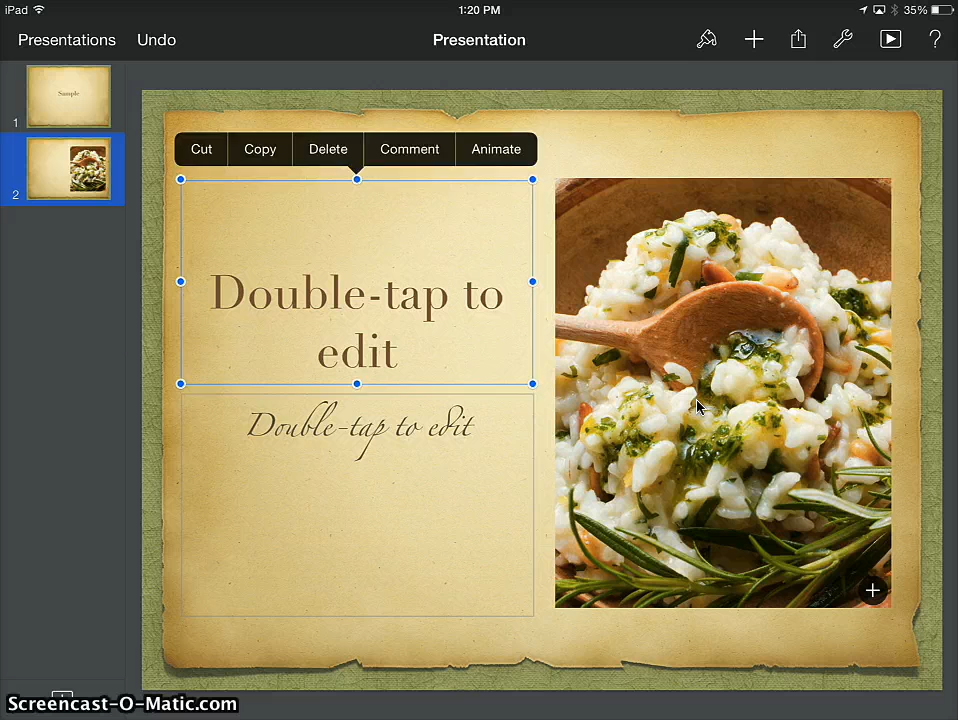 iPad 1:20 PM 35%
Presentations Undo Presentation ?
Sample
1
2
Cut Copy Delete Comment Animate
Double-tap to
edit
Double-tap to edit
Screencast-O-Matic.com